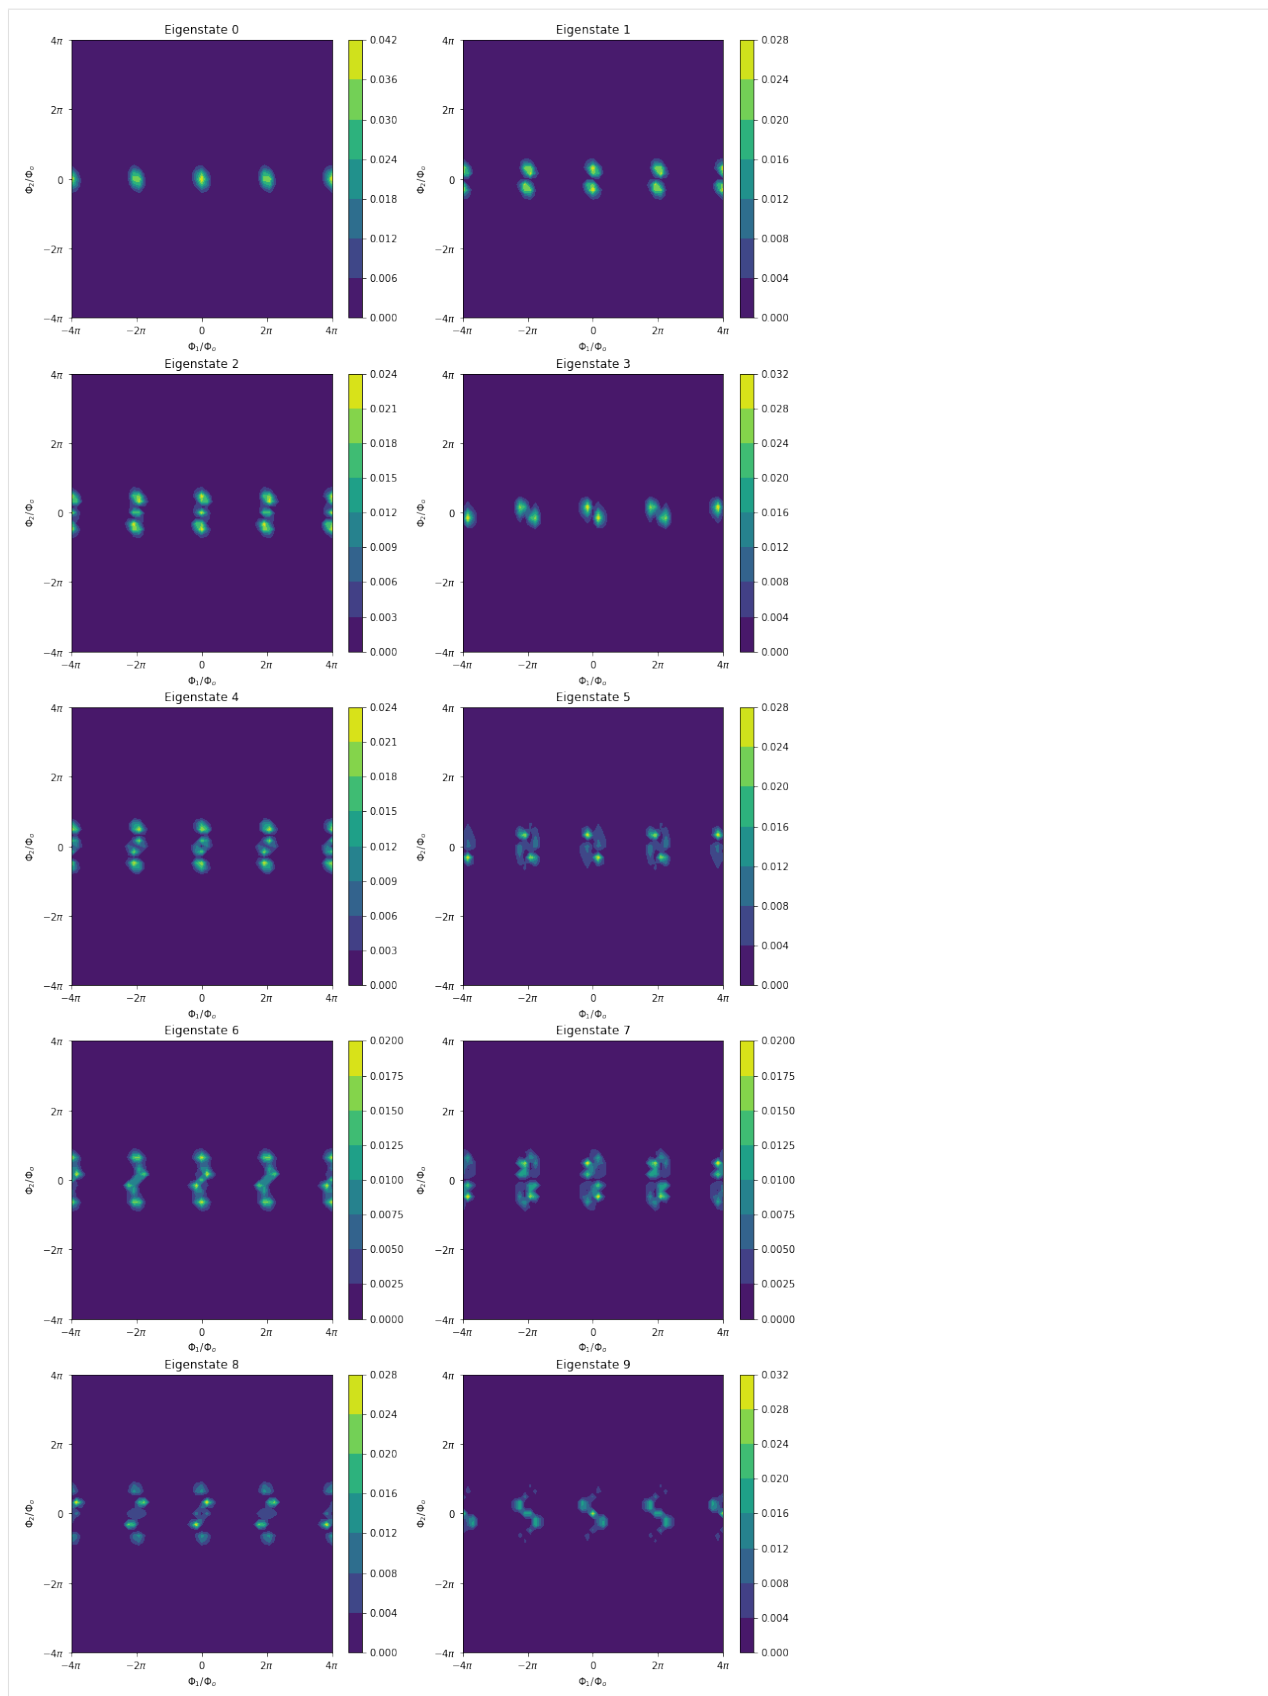 Eigenstate 0
4π
2π
0
−2π
−4π
−4π
−2π
0
2π
4π
Φ₂/Φₒ
Φ₁/Φₒ
0.042
0.036
0.030
0.024
0.018
0.012
0.006
0.000
Eigenstate 1
4π
2π
0
−2π
−4π
−4π
−2π
0
2π
4π
Φ₂/Φₒ
Φ₁/Φₒ
0.028
0.024
0.020
0.016
0.012
0.008
0.004
0.000
Eigenstate 2
4π
2π
0
−2π
−4π
−4π
−2π
0
2π
4π
Φ₂/Φₒ
Φ₁/Φₒ
0.024
0.021
0.018
0.015
0.012
0.009
0.006
0.003
0.000
Eigenstate 3
4π
2π
0
−2π
−4π
−4π
−2π
0
2π
4π
Φ₂/Φₒ
Φ₁/Φₒ
0.032
0.028
0.024
0.020
0.016
0.012
0.008
0.004
0.000
Eigenstate 4
4π
2π
0
−2π
−4π
−4π
−2π
0
2π
4π
Φ₂/Φₒ
Φ₁/Φₒ
0.024
0.021
0.018
0.015
0.012
0.009
0.006
0.003
0.000
Eigenstate 5
4π
2π
0
−2π
−4π
−4π
−2π
0
2π
4π
Φ₂/Φₒ
Φ₁/Φₒ
0.028
0.024
0.020
0.016
0.012
0.008
0.004
0.000
Eigenstate 6
4π
2π
0
−2π
−4π
−4π
−2π
0
2π
4π
Φ₂/Φₒ
Φ₁/Φₒ
0.0200
0.0175
0.0150
0.0125
0.0100
0.0075
0.0050
0.0025
0.0000
Eigenstate 7
4π
2π
0
−2π
−4π
−4π
−2π
0
2π
4π
Φ₂/Φₒ
Φ₁/Φₒ
0.0200
0.0175
0.0150
0.0125
0.0100
0.0075
0.0050
0.0025
0.0000
Eigenstate 8
4π
2π
0
−2π
−4π
−4π
−2π
0
2π
4π
Φ₂/Φₒ
Φ₁/Φₒ
0.028
0.024
0.020
0.016
0.012
0.008
0.004
0.000
Eigenstate 9
4π
2π
0
−2π
−4π
−4π
−2π
0
2π
4π
Φ₂/Φₒ
Φ₁/Φₒ
0.032
0.028
0.024
0.020
0.016
0.012
0.008
0.004
0.000